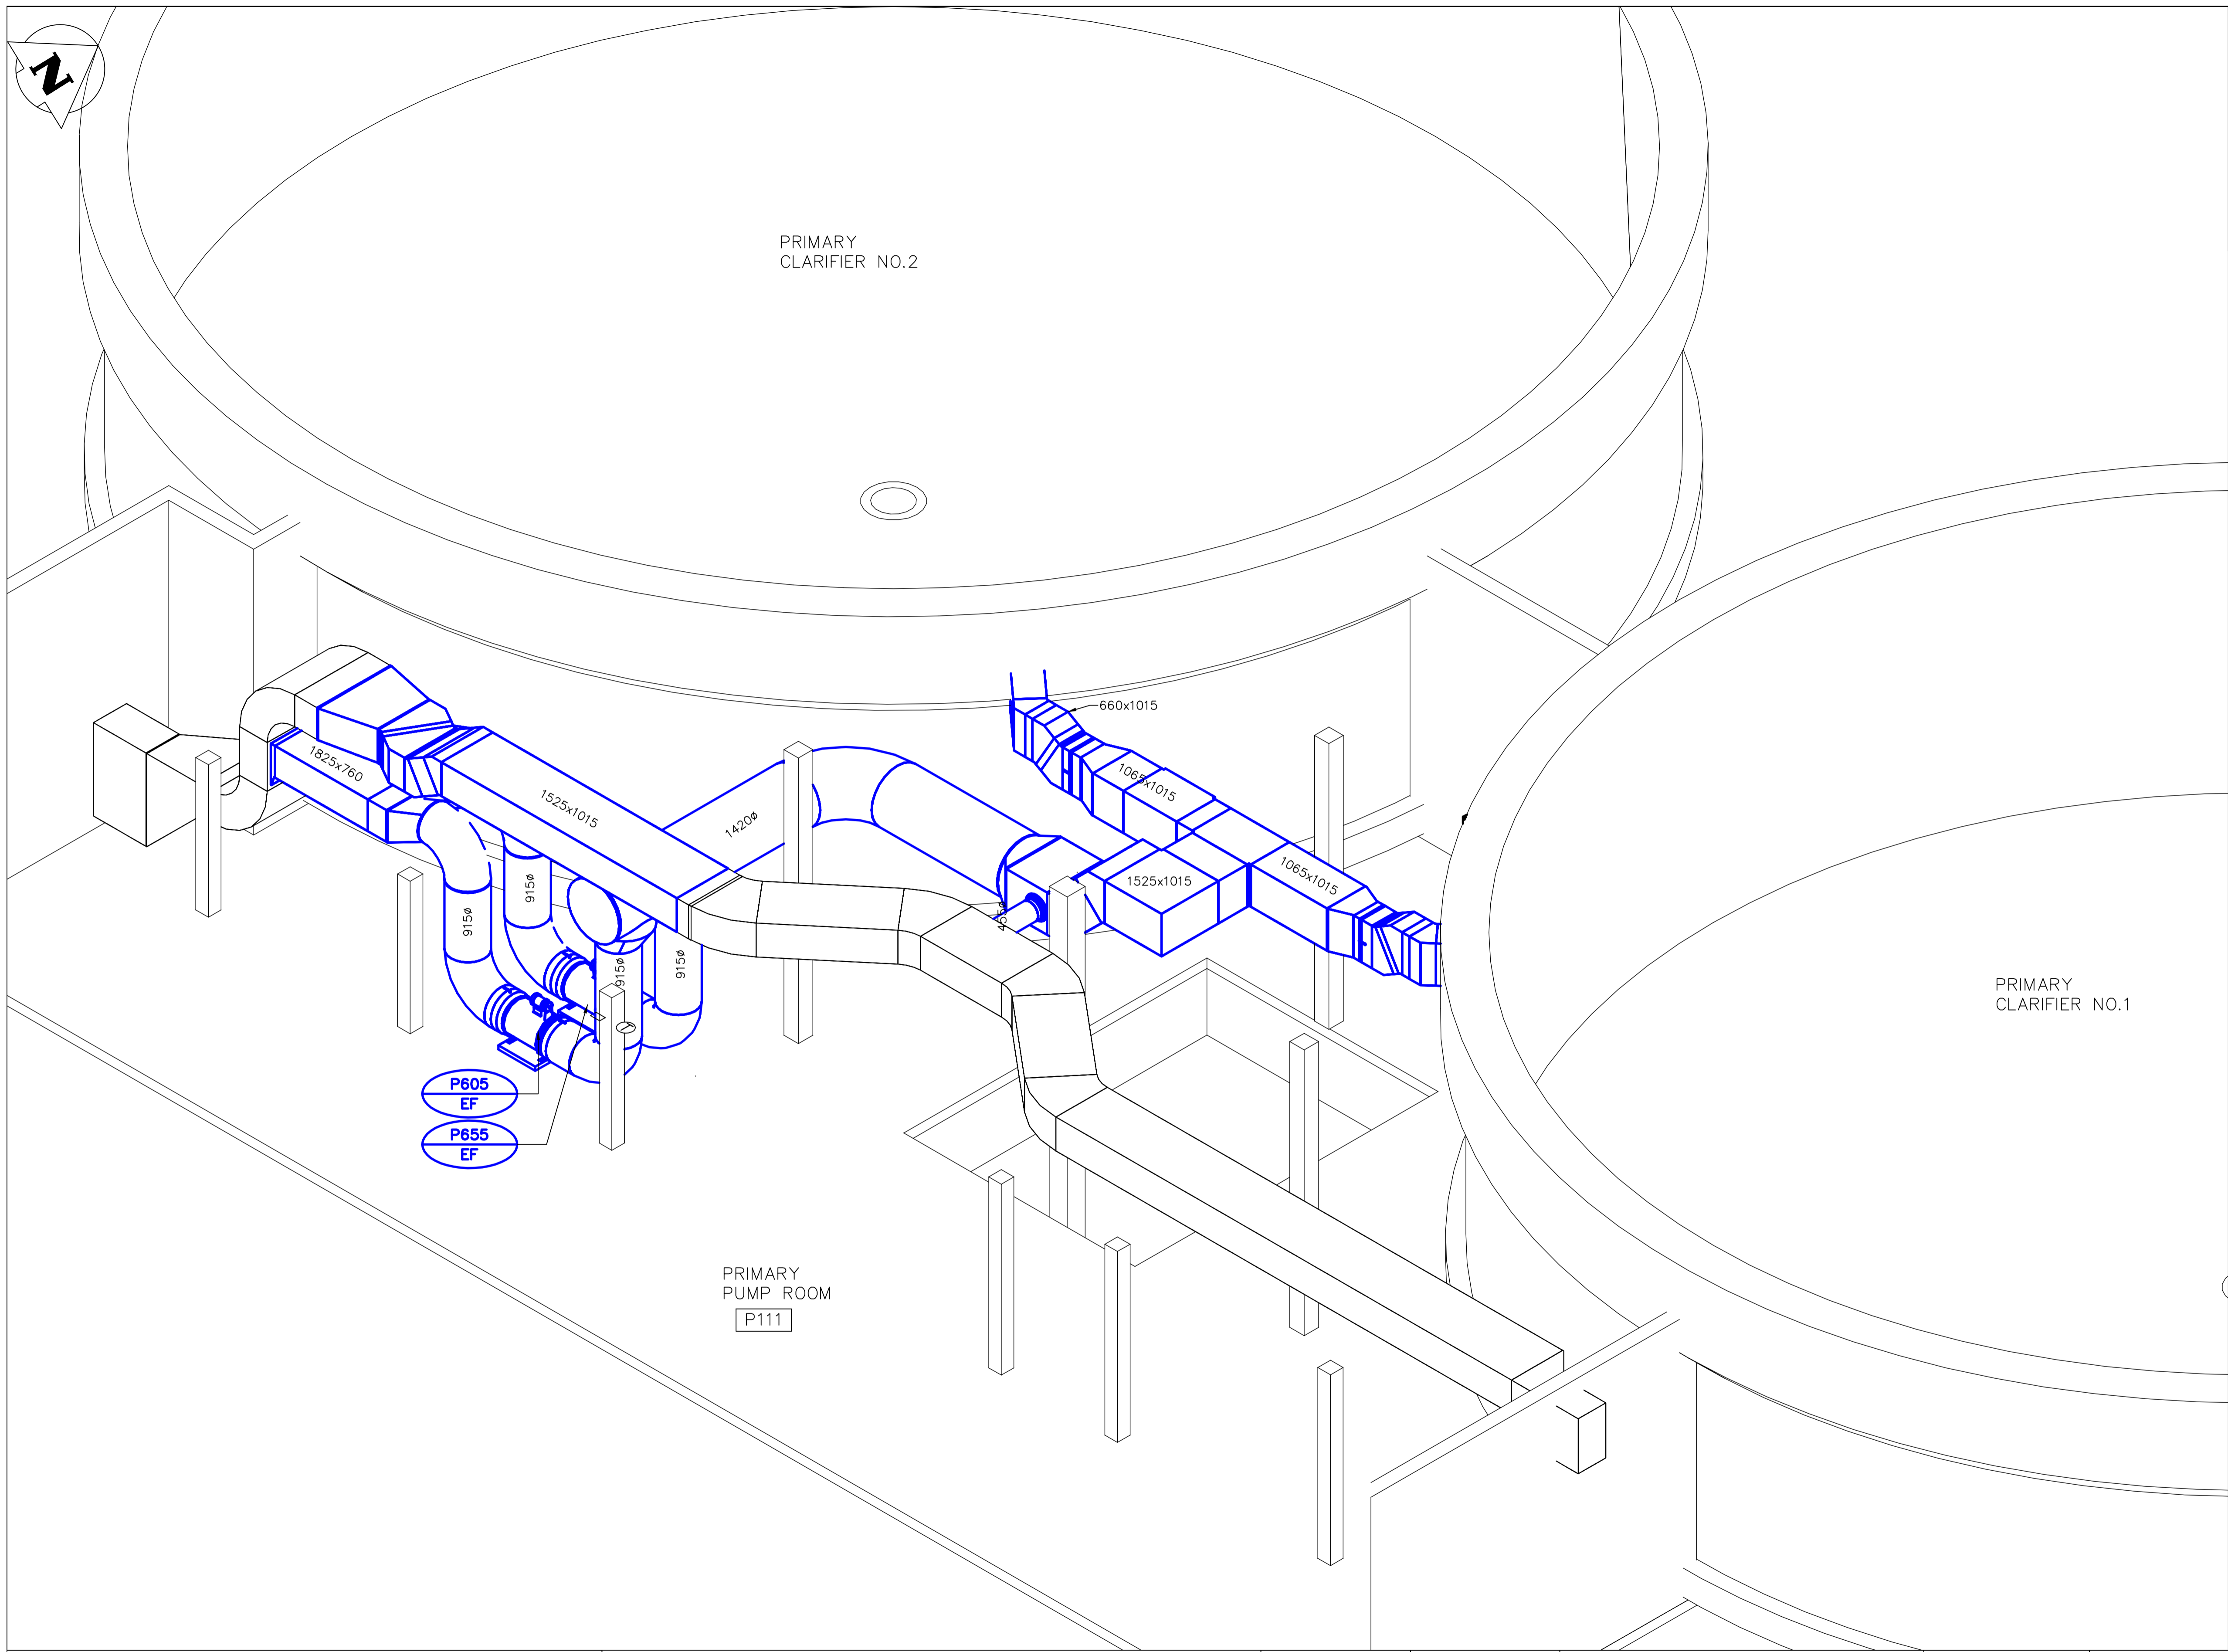 N
PRIMARY
CLARIFIER NO.2
660x1015
1825x760
1065x1015
1525x1015
1420ø
1065x1015
1525x1015
915ø
915ø
455ø
915ø
915ø
PRIMARY
CLARIFIER NO.1
P605
EF
P655
EF
PRIMARY
PUMP ROOM
P111